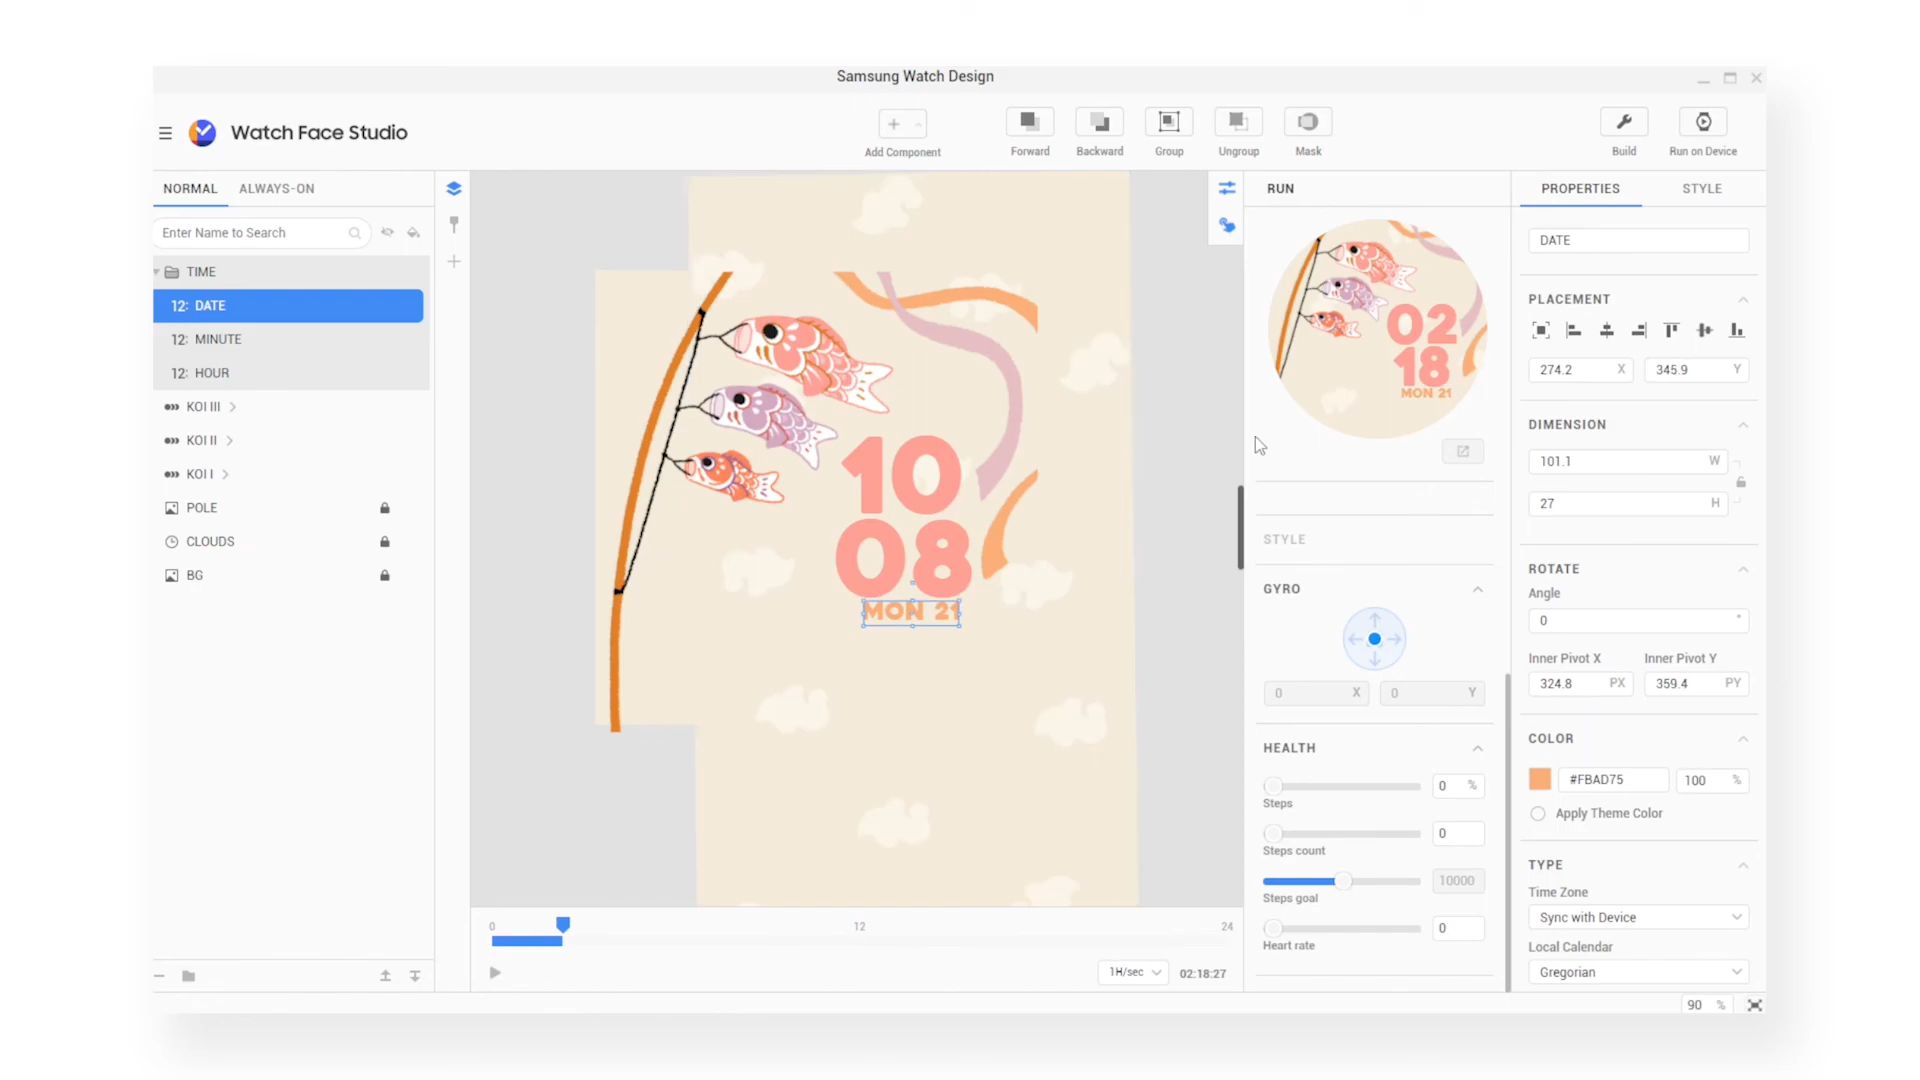 Samsung Watch Design
Watch Face Studio
Add Component
Forward
Backward
Group
Ungroup
Mask
Build
Run on Device
NORMAL
ALWAYS-ON
Enter Name to Search
TIME
12: DATE
12: MINUTE
12: HOUR
KOI III
KOI II
KOI I
POLE
CLOUDS
BG
10
08
MON 21
0
12
24
1H/sec
02:18:27
RUN
02
18
MON 21
STYLE
GYRO
0 X
0 Y
HEALTH
0 %
Steps
0
Steps count
10000
Steps goal
0
Heart rate
PROPERTIES
STYLE
DATE
PLACEMENT
274.2 X
345.9 Y
DIMENSION
101.1 W
27 H
ROTATE
Angle
0 °
Inner Pivot X
Inner Pivot Y
324.8 PX
359.4 PY
COLOR
#FBAD75
100 %
Apply Theme Color
TYPE
Time Zone
Sync with Device
Local Calendar
Gregorian
90 %